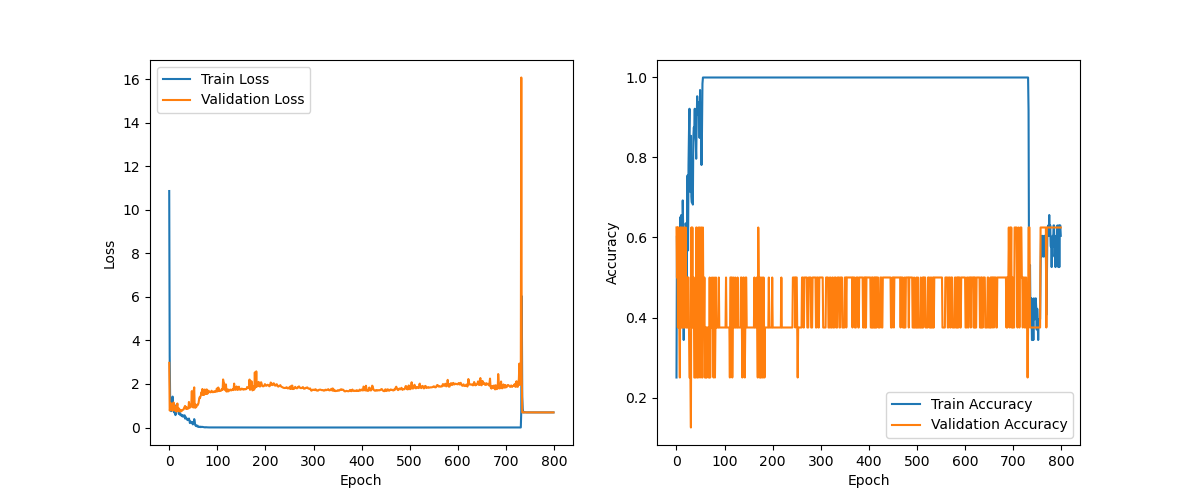 Train Loss
Validation Loss
16
14
12
10
8
6
4
2
0
Loss
0 100 200 300 400 500 600 700 800
Epoch
1.0
0.8
0.6
0.4
0.2
Accuracy
Train Accuracy
Validation Accuracy
0 100 200 300 400 500 600 700 800
Epoch